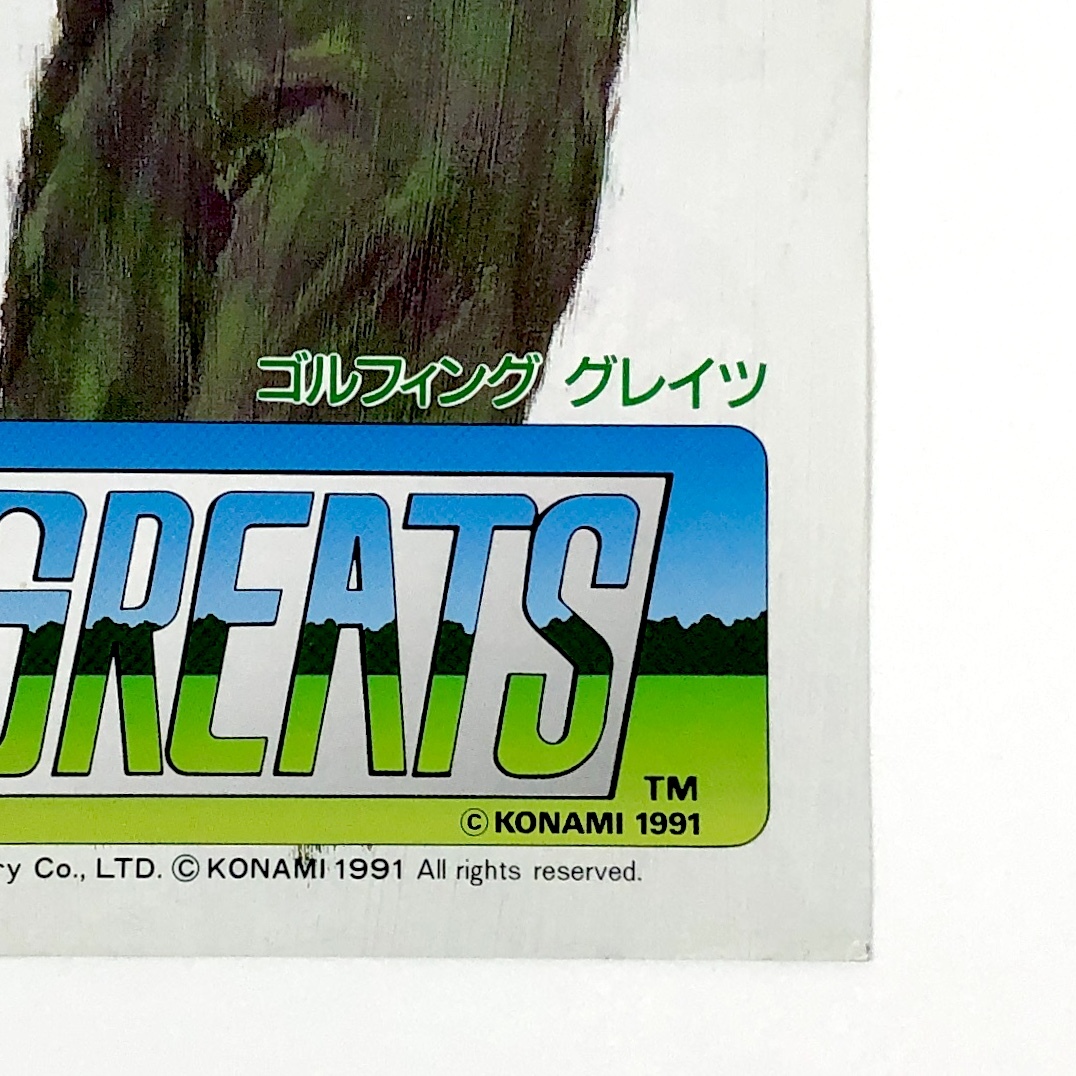 ゴルフィング グレイツ
GREATS
TM
© KONAMI 1991
Co., LTD. © KONAMI 1991 All rights reserved.